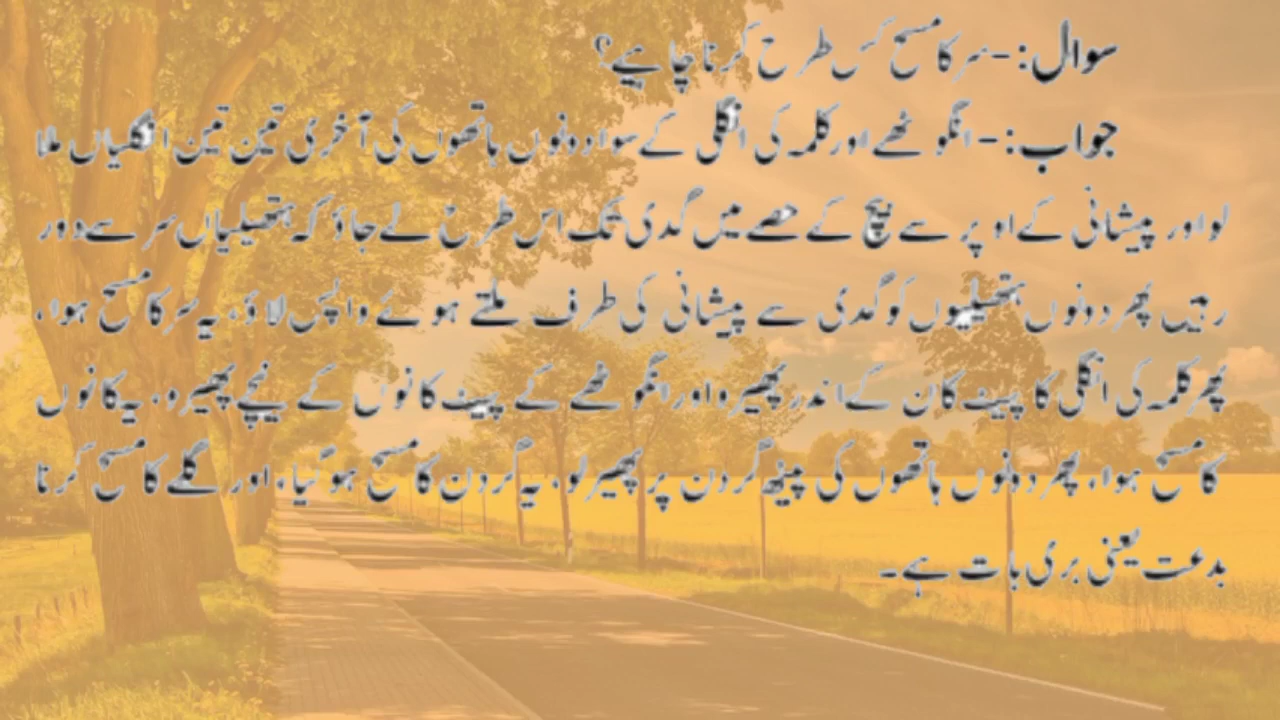 سوال:- سر کا مسح کس طرح کرنا چاہیے؟
جواب:- انگوٹھے اور کلمہ کی انگلی کے سوا دونوں ہاتھوں کی آخری تین تین انگلیاں ملا
لو اور پیشانی کے اوپر سے بیچ کے حصے میں گدی تک اس طرح لے جاؤ کہ ہتھیلیاں سر سے دور
رہیں پھر دونوں ہتھیلیوں کو گدی سے پیشانی کی طرف ملتے ہوئے واپس لاؤ، یہ سر کا مسح ہوا،
پھر کلمہ کی انگلی کا پیٹ کان کے اندر پھیرو اور انگوٹھے کے پیٹ کانوں کے نیچے پھیرو، یہ کانوں
کا مسح ہوا، پھر دونوں ہاتھوں کی پیٹھ گردن پر پھیر لو، یہ گردن کا مسح ہو گیا، اور گلے کا مسح کرنا
بدعت یعنی بری بات ہے۔